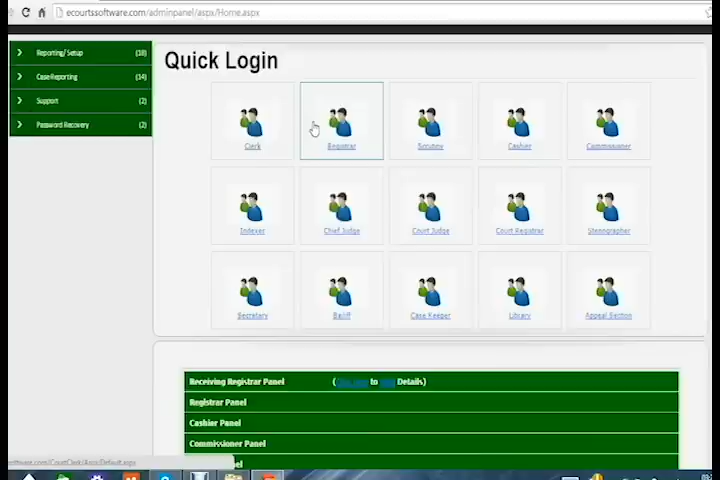 ecourtssoftware.com/adminpanel/aspx/Home.aspx
Reporting/ Setup (18)
Case Reporting (14)
Support (2)
Password Recovery (2)
Quick Login
Clerk Registrar Scrutiny Cashier Commissioner
Indexer Chief Judge Court Judge Court Registrar Stenographer
Secretary Bailiff Case Keeper Library Appeal Section
Receiving Registrar Panel ( to Details)
Registrar Panel
Cashier Panel
Commissioner Panel